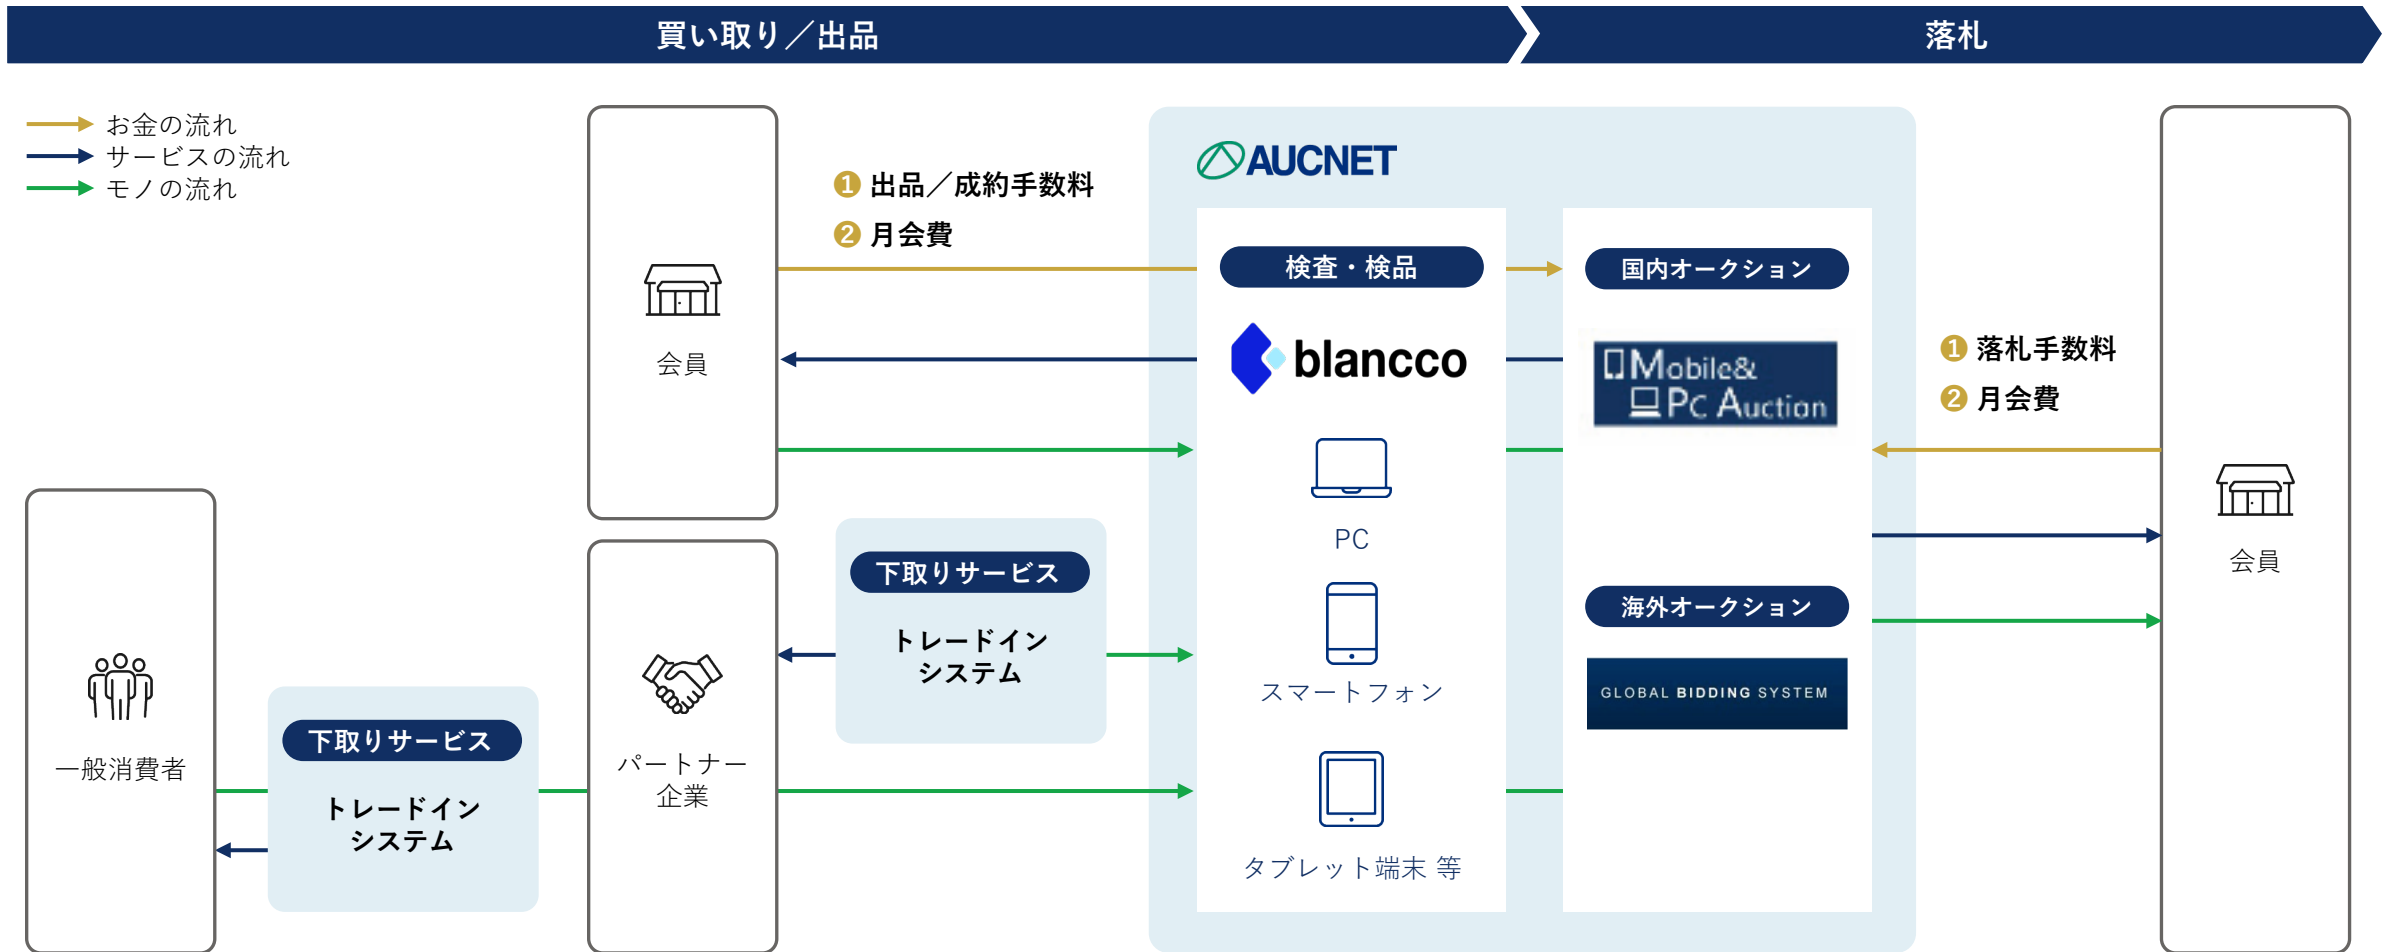 買い取り／出品
落札
お金の流れ
サービスの流れ
モノの流れ
会員
❶ 出品／成約手数料
❷ 月会費
AUCNET
検査・検品
blancco
PC
スマートフォン
タブレット端末 等
国内オークション
Mobile&
PC Auction
海外オークション
GLOBAL BIDDING SYSTEM
❶ 落札手数料
❷ 月会費
会員
下取りサービス
トレードイン
システム
パートナー
企業
下取りサービス
トレードイン
システム
一般消費者